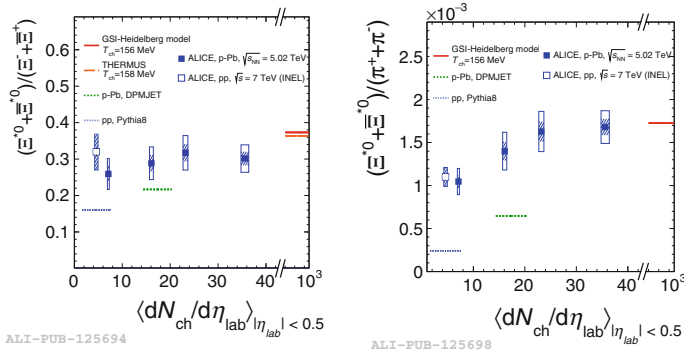 (Ξ*⁰+Ξ̅*⁰)/(Ξ⁻+Ξ̅⁺)
0.6
0.5
0.4
0.3
0.2
0.1
GSI-Heidelberg model
T_ch=156 MeV
THERMUS
T_ch=158 MeV
p-Pb, DPMJET
pp, Pythia8
ALICE, p-Pb, √s_NN = 5.02 TeV
ALICE, pp, √s = 7 TeV (INEL)
0 10 20 30 40 10³
⟨dN_ch/dη_lab⟩_|η_lab| < 0.5
ALI-PUB-125694
×10⁻³
(Ξ*⁰+Ξ̅*⁰)/(π⁺+π⁻)
2.5
2
1.5
1
0.5
0
GSI-Heidelberg model
T_ch=156 MeV
p-Pb, DPMJET
pp, Pythia8
ALICE, p-Pb, √s_NN = 5.02 TeV
ALICE, pp √s = 7 TeV (INEL)
10 20 30 40 10³
⟨dN_ch/dη_lab⟩_|η_lab| < 0.5
ALI-PUB-125698